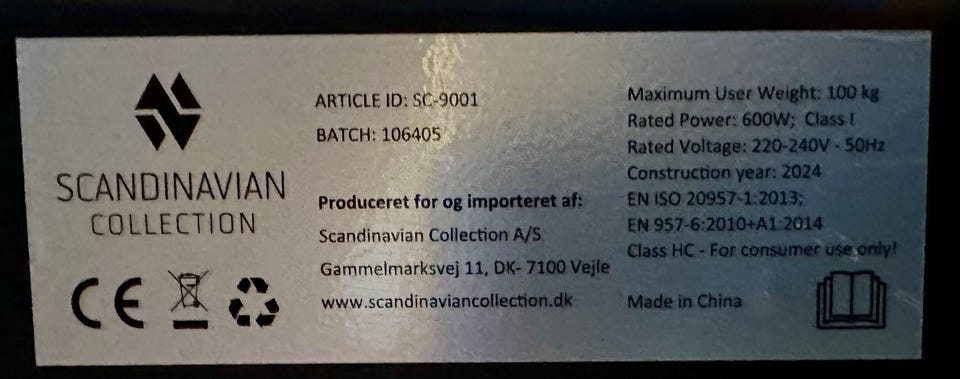 SCANDINAVIAN
COLLECTION
CE
ARTICLE ID: SC-9001
BATCH: 106405
Produceret for og importeret af:
Scandinavian Collection A/S
Gammelmarksvej 11, DK- 7100 Vejle
www.scandinaviancollection.dk
Maximum User Weight: 100 kg
Rated Power: 600W; Class I
Rated Voltage: 220-240V - 50Hz
Construction year: 2024
EN ISO 20957-1:2013;
EN 957-6:2010+A1:2014
Class HC - For consumer use only!
Made in China